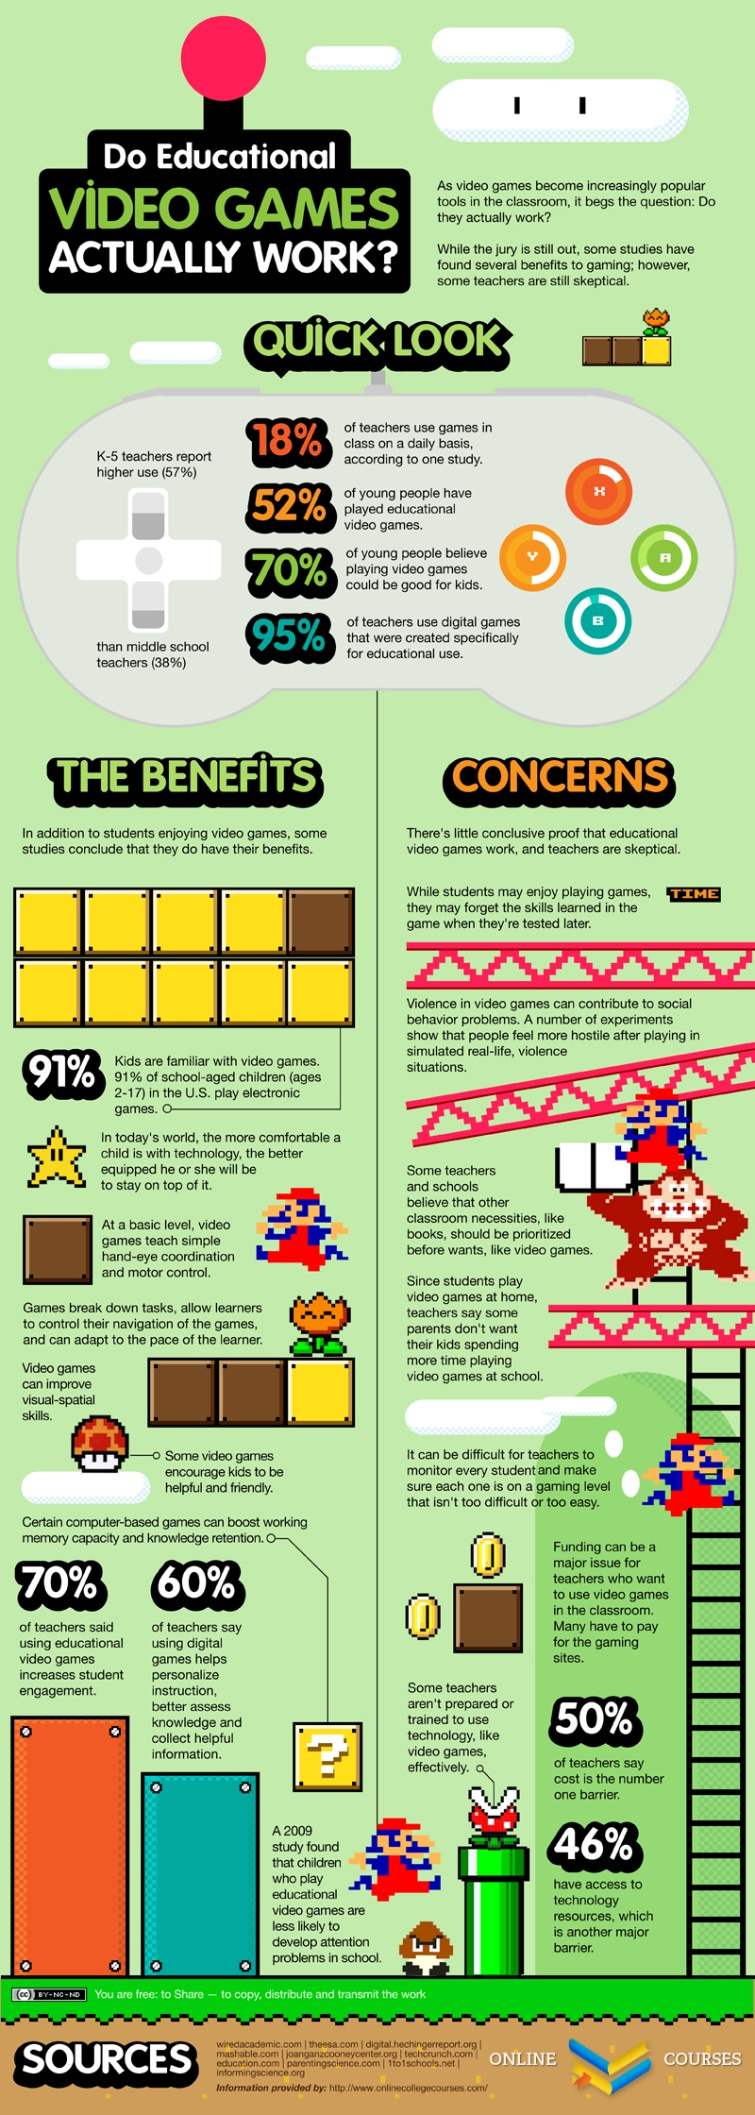 Do Educational
VIDEO GAMES
ACTUALLY WORK?
As video games become increasingly popular
tools in the classroom, it begs the question: Do
they actually work?
While the jury is still out, some studies have
found several benefits to gaming; however,
some teachers are still skeptical.
QUICK LOOK
K-5 teachers report
higher use (57%)
than middle school
teachers (38%)
18%
of teachers use games in
class on a daily basis,
according to one study.
52%
of young people have
played educational
video games.
70%
of young people believe
playing video games
could be good for kids.
95%
of teachers use digital games
that were created specifically
for educational use.
X
Y
A
B
THE BENEFITS
In addition to students enjoying video games, some
studies conclude that they do have their benefits.
91%
Kids are familiar with video games.
91% of school-aged children (ages
2-17) in the U.S. play electronic
games.
In today's world, the more comfortable a
child is with technology, the better
equipped he or she will be
to stay on top of it.
At a basic level, video
games teach simple
hand-eye coordination
and motor control.
Games break down tasks, allow learners
to control their navigation of the games,
and can adapt to the pace of the learner.
Video games
can improve
visual-spatial
skills.
Some video games
encourage kids to be
helpful and friendly.
Certain computer-based games can boost working
memory capacity and knowledge retention.
70%
of teachers said
using educational
video games
increases student
engagement.
60%
of teachers say
using digital
games helps
personalize
instruction,
better assess
knowledge and
collect helpful
information.
?
A 2009
study found
that children
who play
educational
video games are
less likely to
develop attention
problems in school.
CONCERNS
There's little conclusive proof that educational
video games work, and teachers are skeptical.
While students may enjoy playing games,
they may forget the skills learned in the
game when they're tested later.
TIME
Violence in video games can contribute to social
behavior problems. A number of experiments
show that people feel more hostile after playing in
simulated real-life, violence
situations.
Some teachers
and schools
believe that other
classroom necessities, like
books, should be prioritized
before wants, like video games.
Since students play
video games at home,
teachers say some
parents don't want
their kids spending
more time playing
video games at school.
It can be difficult for teachers to
monitor every student and make
sure each one is on a gaming level
that isn't too difficult or too easy.
Funding can be a
major issue for
teachers who want
to use video games
in the classroom.
Many have to pay
for the gaming
sites.
Some teachers
aren't prepared or
trained to use
technology, like
video games,
effectively.
50%
of teachers say
cost is the number
one barrier.
46%
have access to
technology
resources, which
is another major
barrier.
(cc) BY-NC-ND You are free: to Share — to copy, distribute and transmit the work
SOURCES
wiredacademic.com | theesa.com | digital.hechingerreport.org |
mashable.com | joanganzcooneycenter.org | techcrunch.com |
education.com | parentingscience.com | 1to1schools.net |
informingscience.org
Information provided by: http://www.onlinecollegecourses.com/
ONLINE COURSES